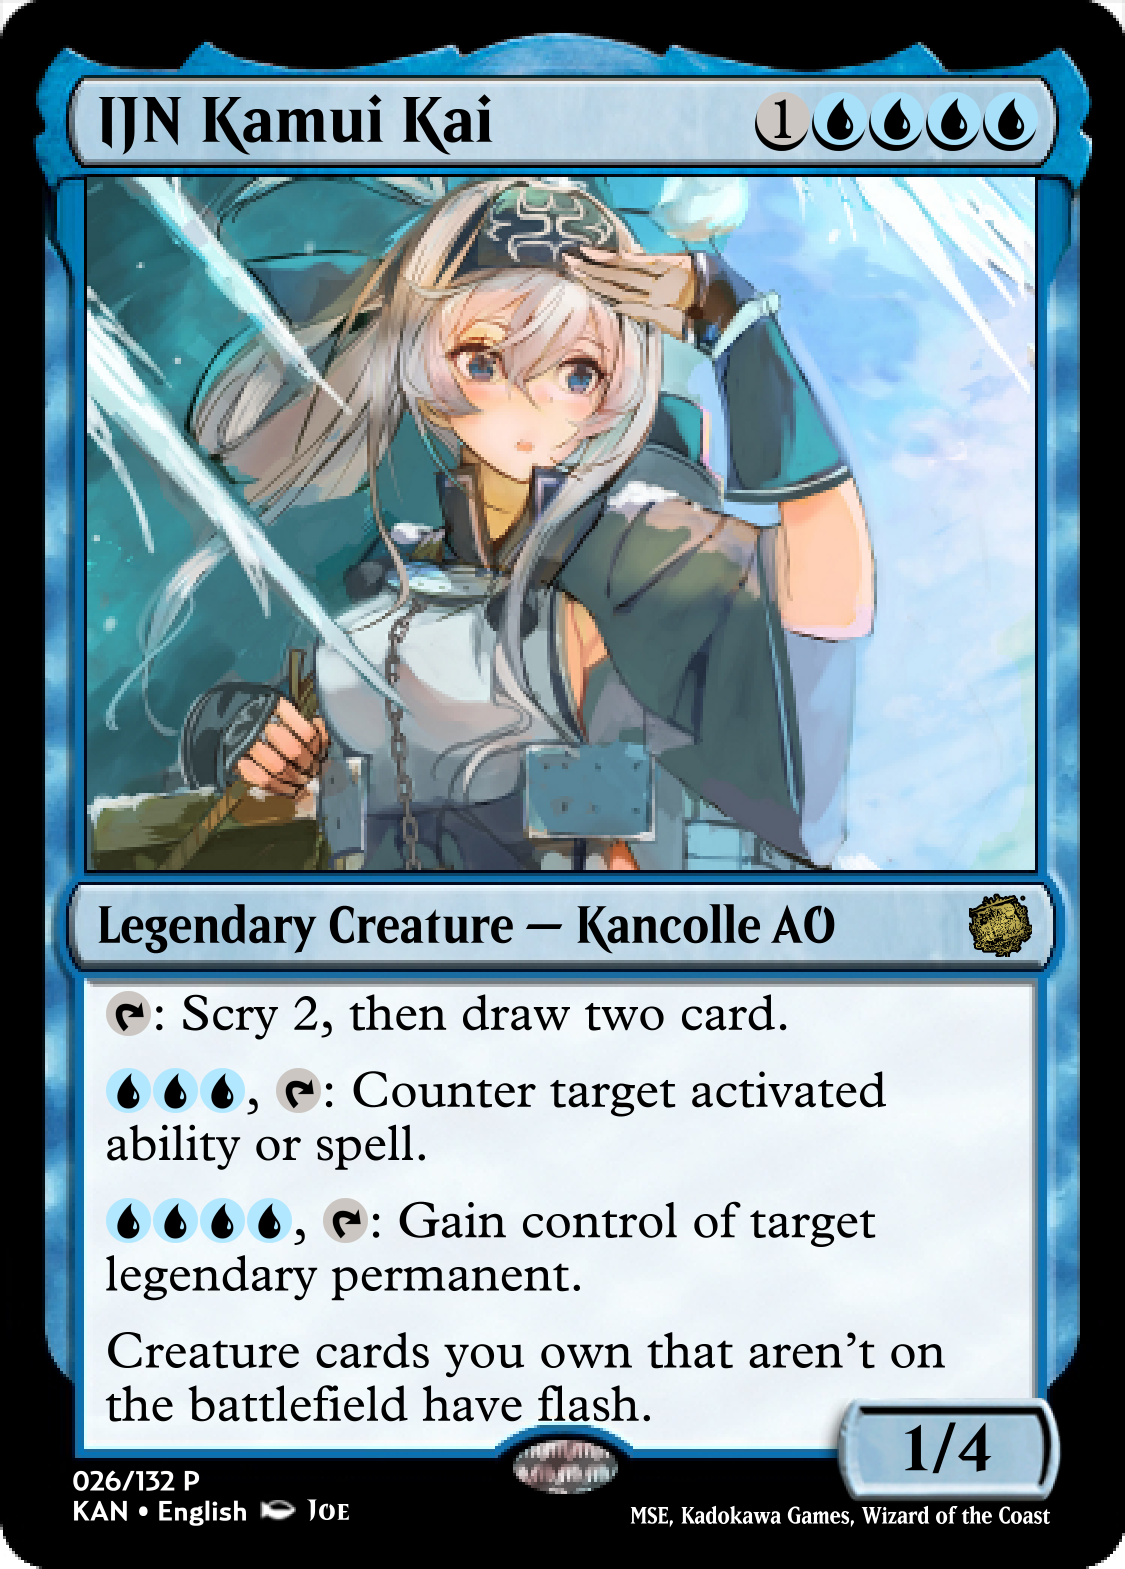 IJN Kamui Kai 1
Legendary Creature — Kancolle AO
: Scry 2, then draw two card.
, : Counter target activated
ability or spell.
, : Gain control of target
legendary permanent.
Creature cards you own that aren't on
the battlefield have flash.
1/4
026/132 P
KAN • English JOE
MSE, Kadokawa Games, Wizard of the Coast